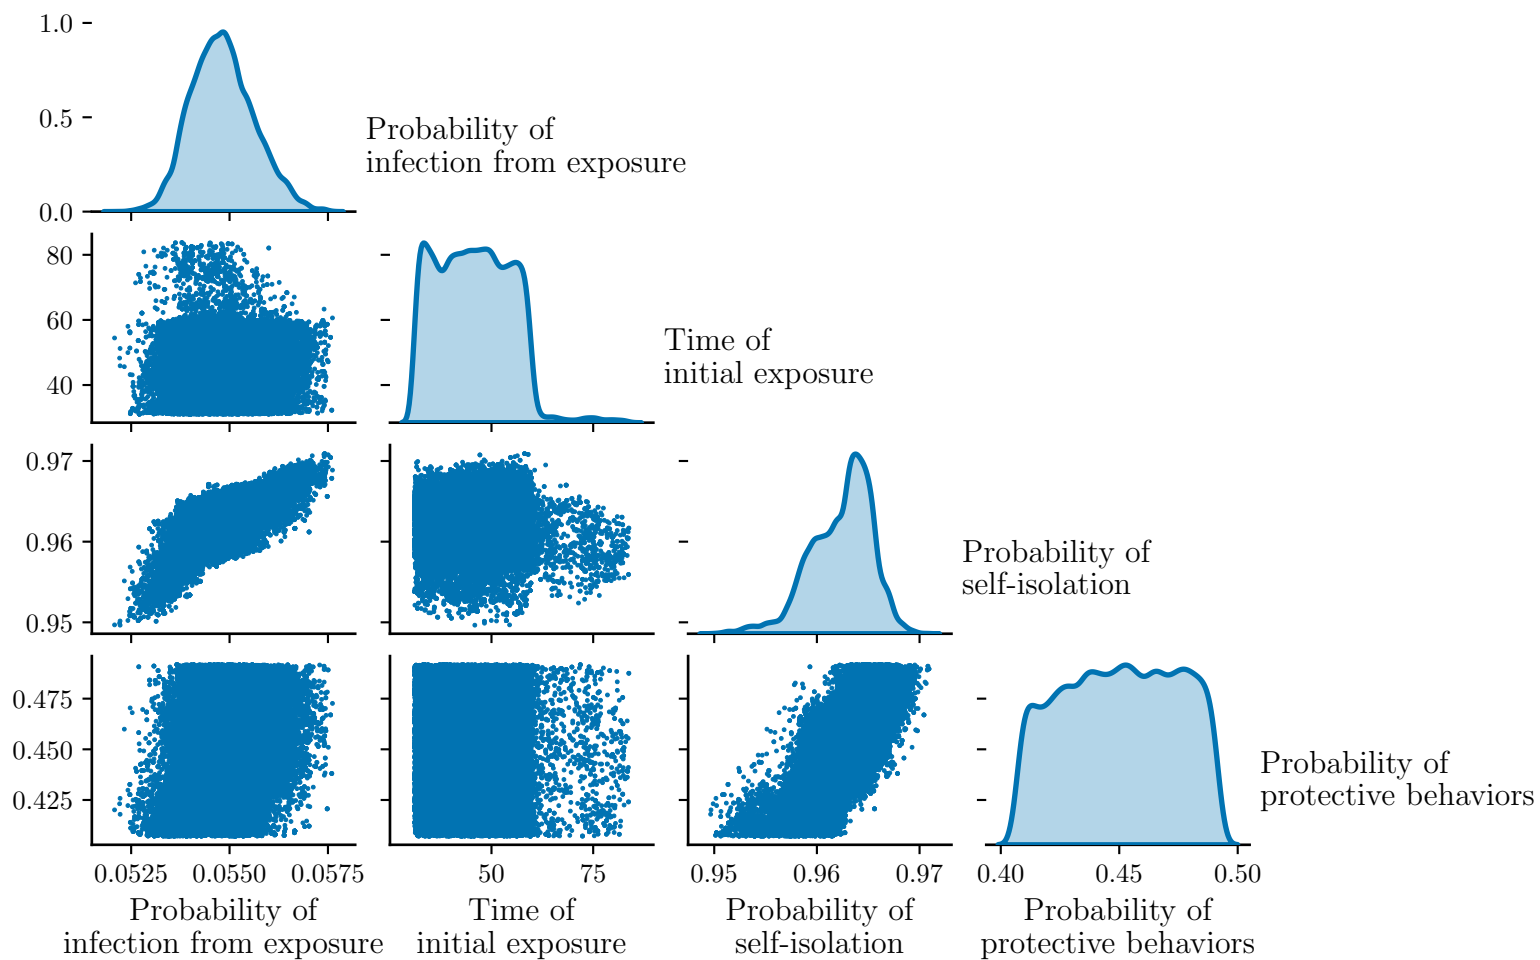 1.0
0.5
0.0
Probability of
infection from exposure
80
60
40
Time of
initial exposure
0.97
0.96
0.95
Probability of
self-isolation
0.475
0.450
0.425
Probability of
protective behaviors
0.0525 0.0550 0.0575
50 75
0.95 0.96 0.97
0.40 0.45 0.50
Probability of
infection from exposure
Time of
initial exposure
Probability of
self-isolation
Probability of
protective behaviors